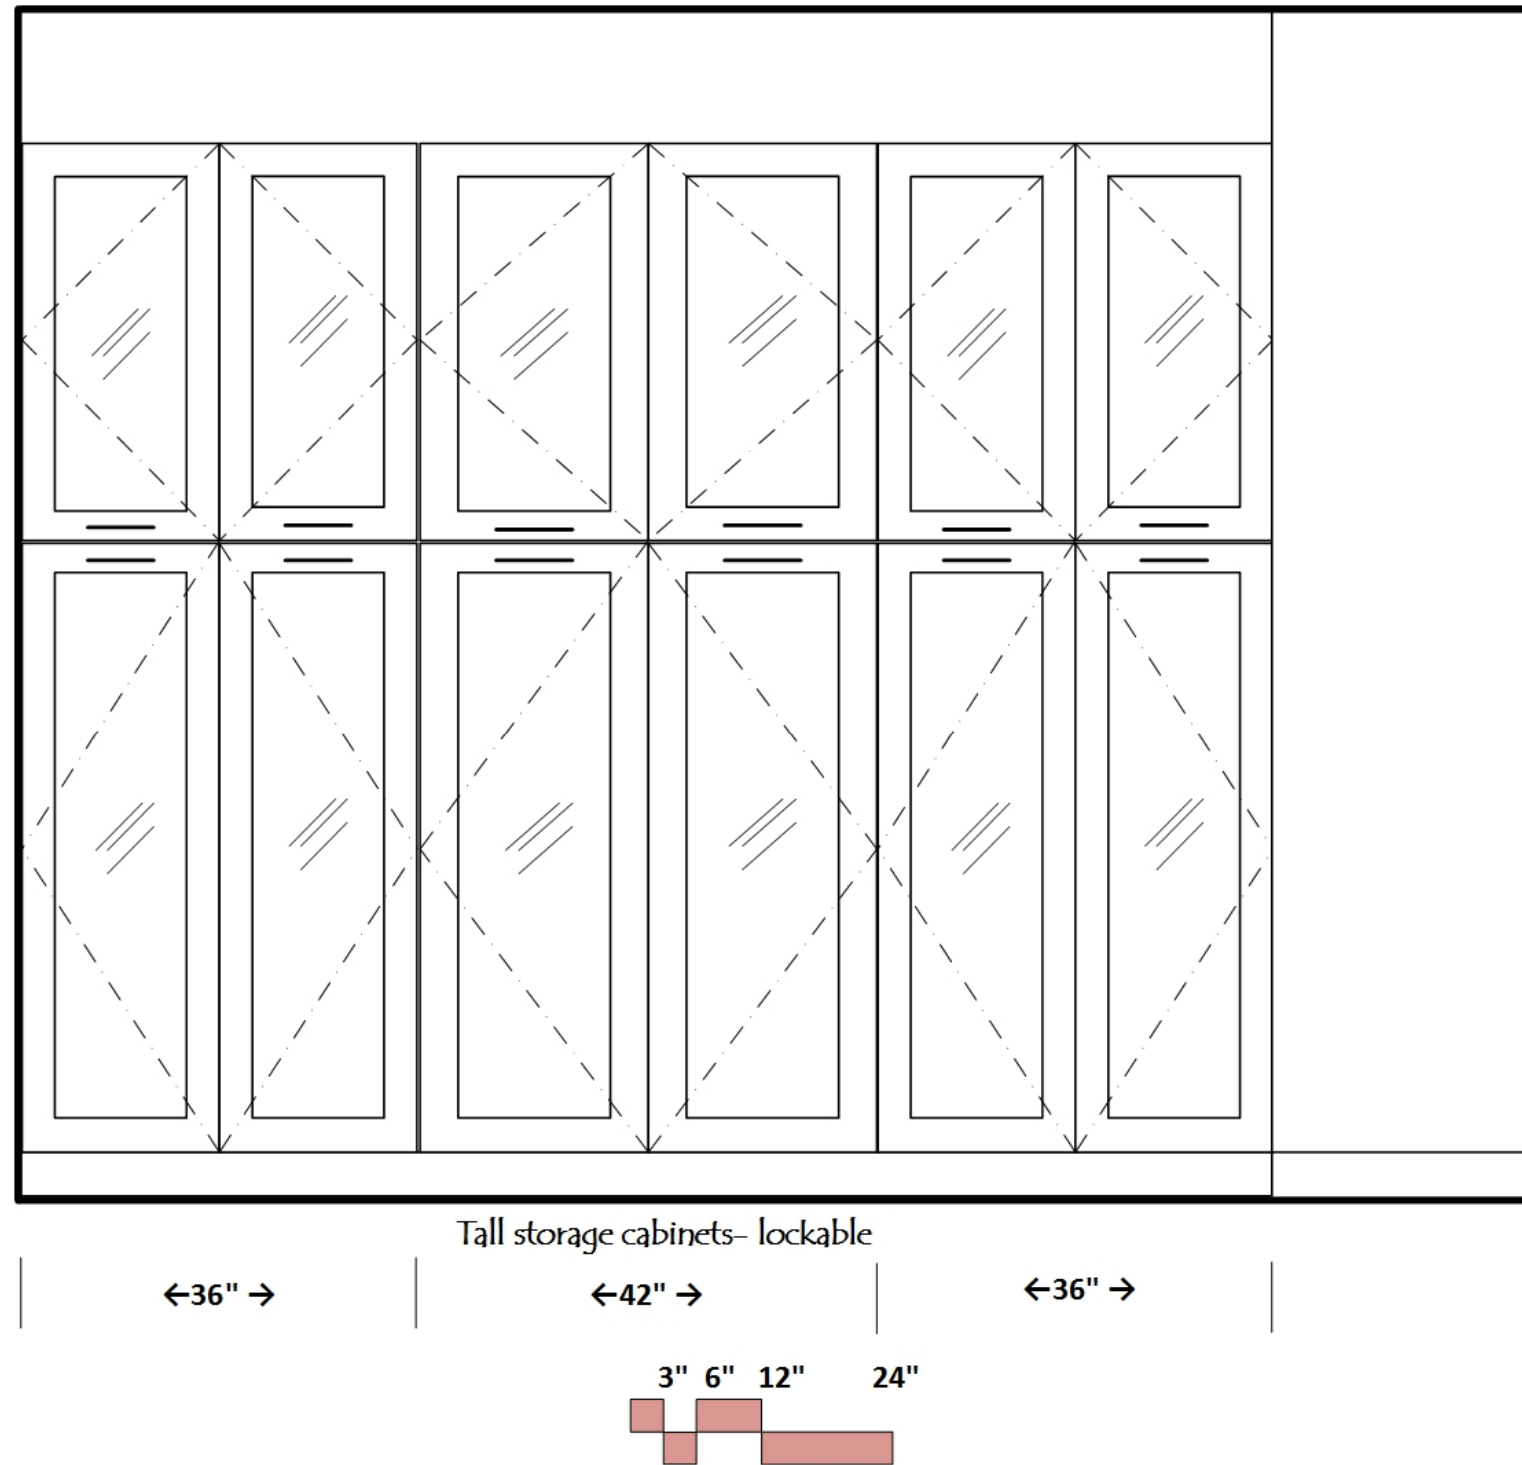 Tall storage cabinets– lockable
←36" →
←42" →
←36" →
3" 6" 12" 24"